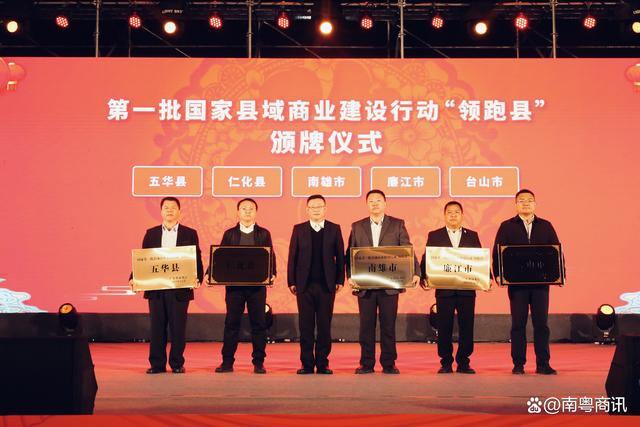 第一批国家县域商业建设行动“领跑县”
颁牌仪式
五华县 仁化县 南雄市 廉江市 台山市
五华县
南雄市
廉江市
@南粤商讯